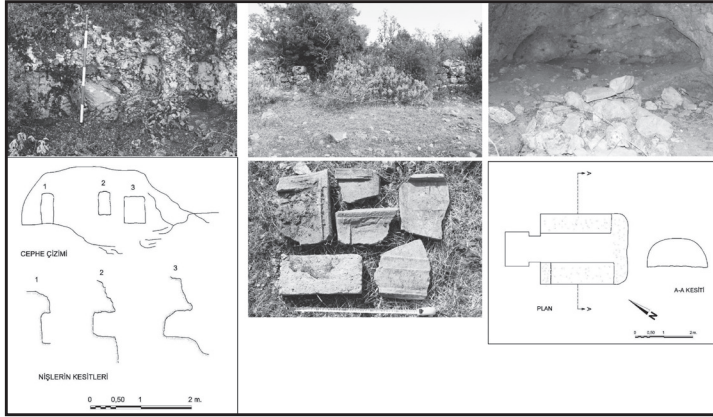 1
2
3
CEPHE ÇİZİMİ
1
2
3
NİŞLERİN KESİTLERİ
0 0,50 1 2 m.
A
A
A-A KESİTİ
PLAN
N
0 0,50 1 2 m.